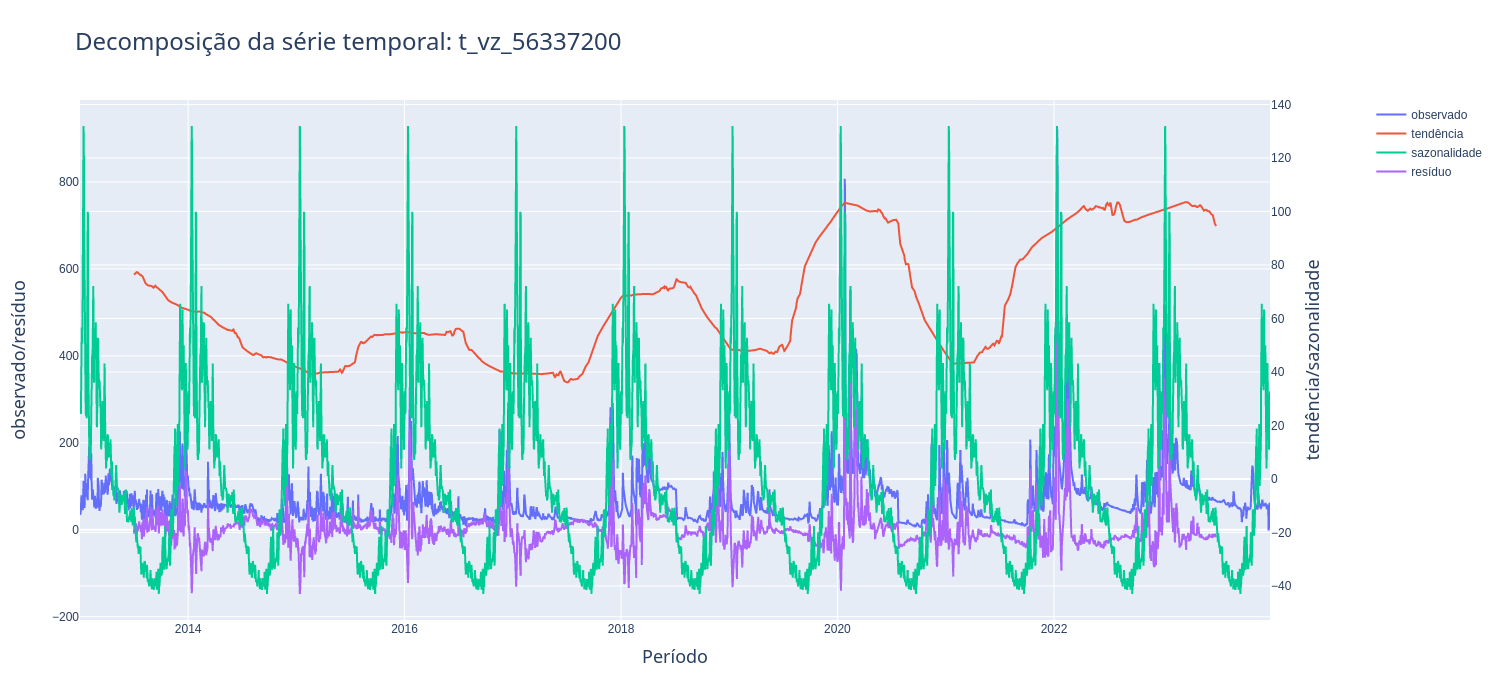 Decomposição da série temporal: t_vz_56337200
observado
tendência
sazonalidade
resíduo
observado/resíduo
800
600
400
200
0
−200
140
120
100
80
60
40
20
0
−20
−40
tendência/sazonalidade
2014
2016
2018
2020
2022
Período